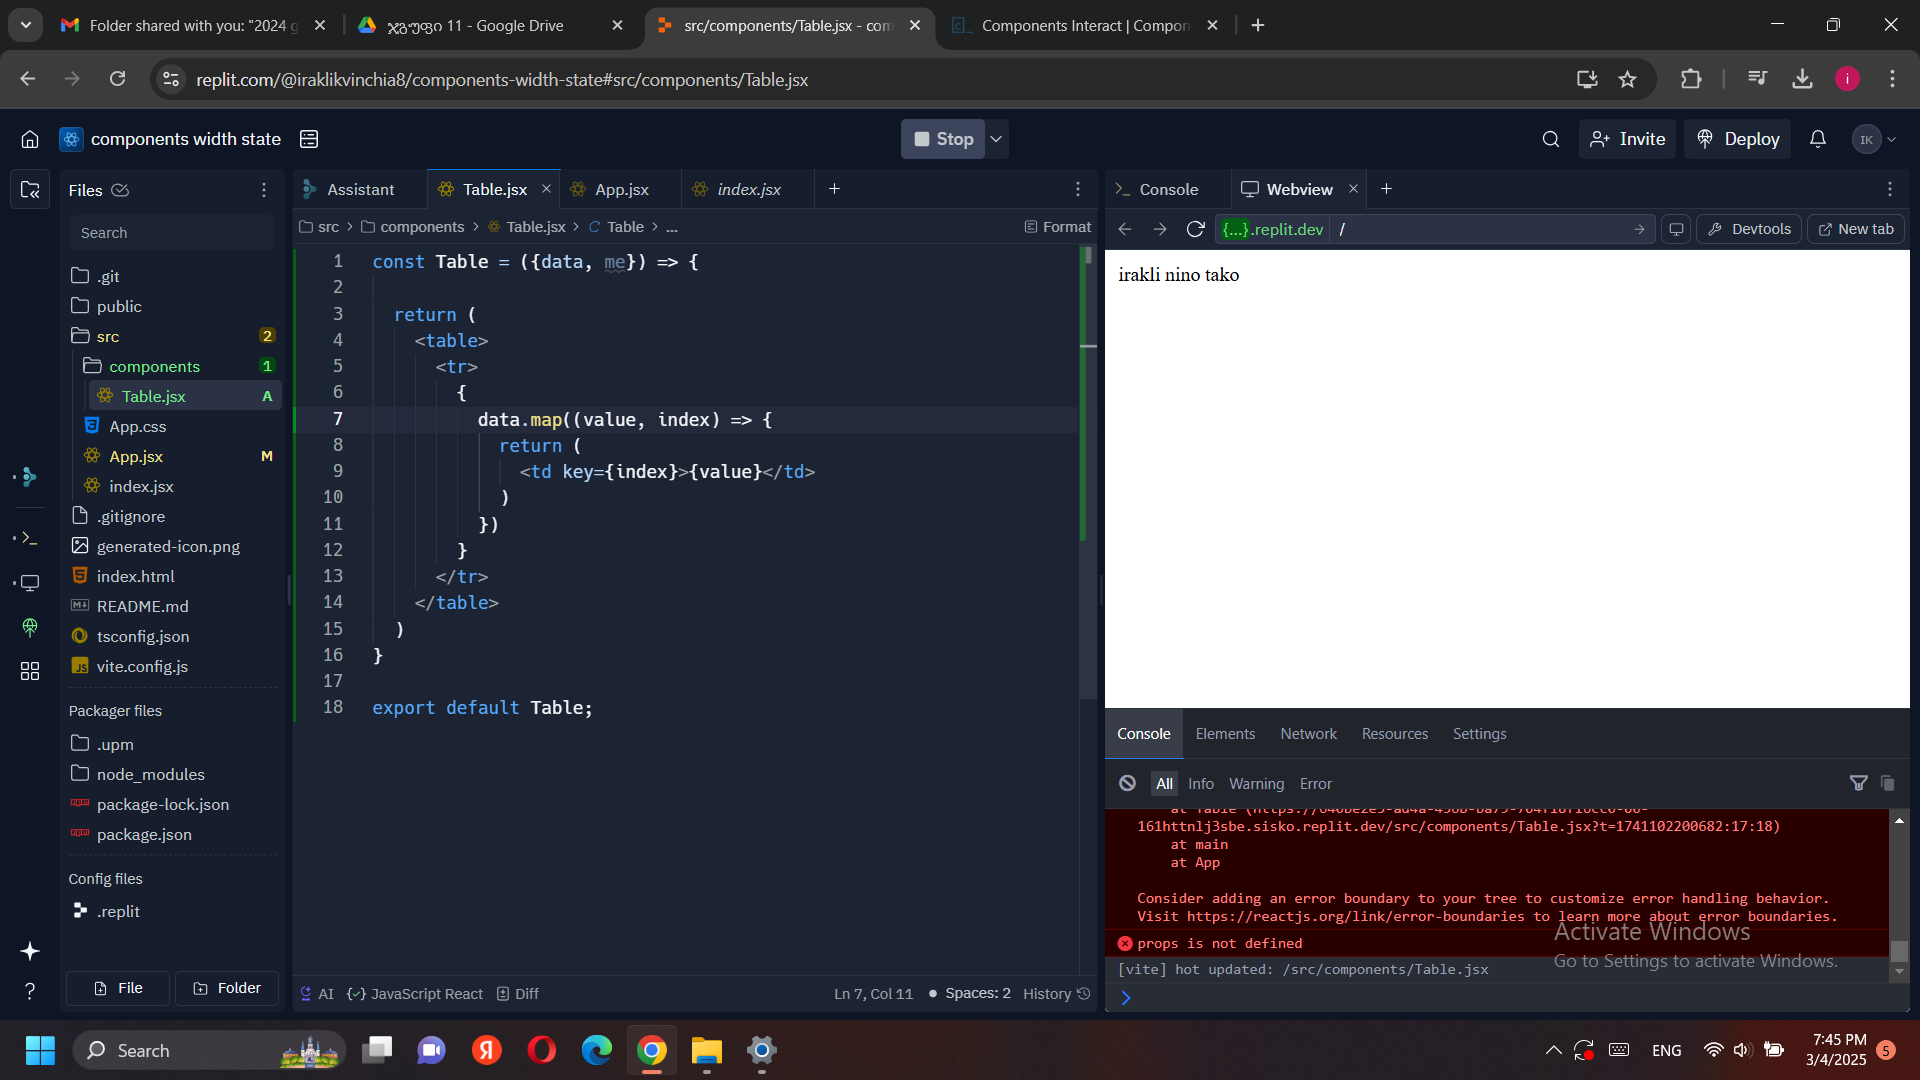 Folder shared with you: "2024 g
ჯგუფი 11 - Google Drive
src/components/Table.jsx - com
Components Interact | Compon
replit.com/@iraklikvinchia8/components-width-state#src/components/Table.jsx
i
components width state
Stop
Invite
Deploy
IK
Files
Search
.git
public
src
2
components
1
Table.jsx
A
App.css
App.jsx
M
index.jsx
.gitignore
generated-icon.png
index.html
README.md
tsconfig.json
vite.config.js
Packager files
.upm
node_modules
package-lock.json
package.json
Config files
.replit
File
Folder
Assistant
Table.jsx
App.jsx
index.jsx
src > components > Table.jsx > Table > ...
Format
1 const Table = ({data, me}) => {
2
3 return (
4 <table>
5 <tr>
6 {
7 data.map((value, index) => {
8 return (
9 <td key={index}>{value}</td>
10 )
11 })
12 }
13 </tr>
14 </table>
15 )
16 }
17
18 export default Table;
AI
JavaScript React
Diff
Ln 7, Col 11
Spaces: 2
History
Console
Webview
{...}.replit.dev
/
Devtools
New tab
irakli nino tako
Console
Elements
Network
Resources
Settings
All
Info
Warning
Error
161httnlj3sbe.sisko.replit.dev/src/components/Table.jsx?t=1741102200682:17:18)
at main
at App
Consider adding an error boundary to your tree to customize error handling behavior.
Visit https://reactjs.org/link/error-boundaries to learn more about error boundaries.
props is not defined
[vite] hot updated: /src/components/Table.jsx
Activate Windows
Go to Settings to activate Windows.
Search
ENG
7:45 PM
3/4/2025
5